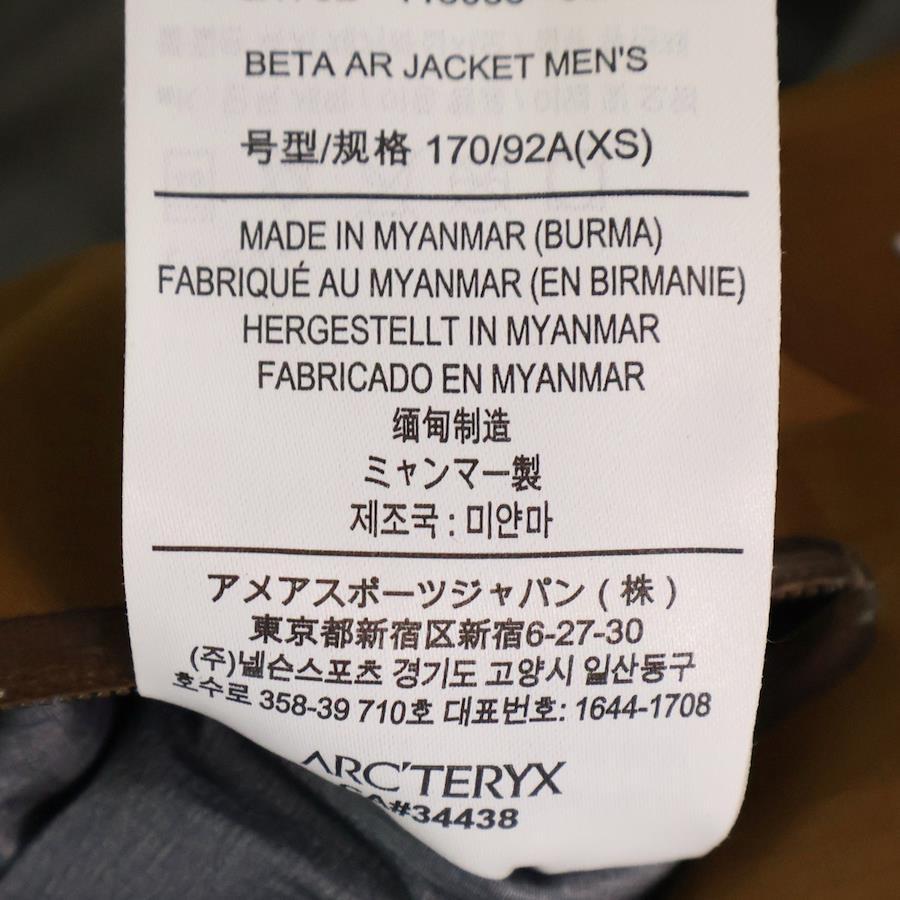 BETA AR JACKET MEN'S
号型/规格 170/92A(XS)
MADE IN MYANMAR (BURMA)
FABRIQUÉ AU MYANMAR (EN BIRMANIE)
HERGESTELLT IN MYANMAR
FABRICADO EN MYANMAR
缅甸制造
ミャンマー製
제조국 : 미얀마
アメアスポーツジャパン ( 株 )
東京都新宿区新宿6-27-30
(주)넬슨스포츠 경기도 고양시 일산동구
호수로 358-39 710호 대표번호: 1644-1708
ARC'TERYX
CA#34438